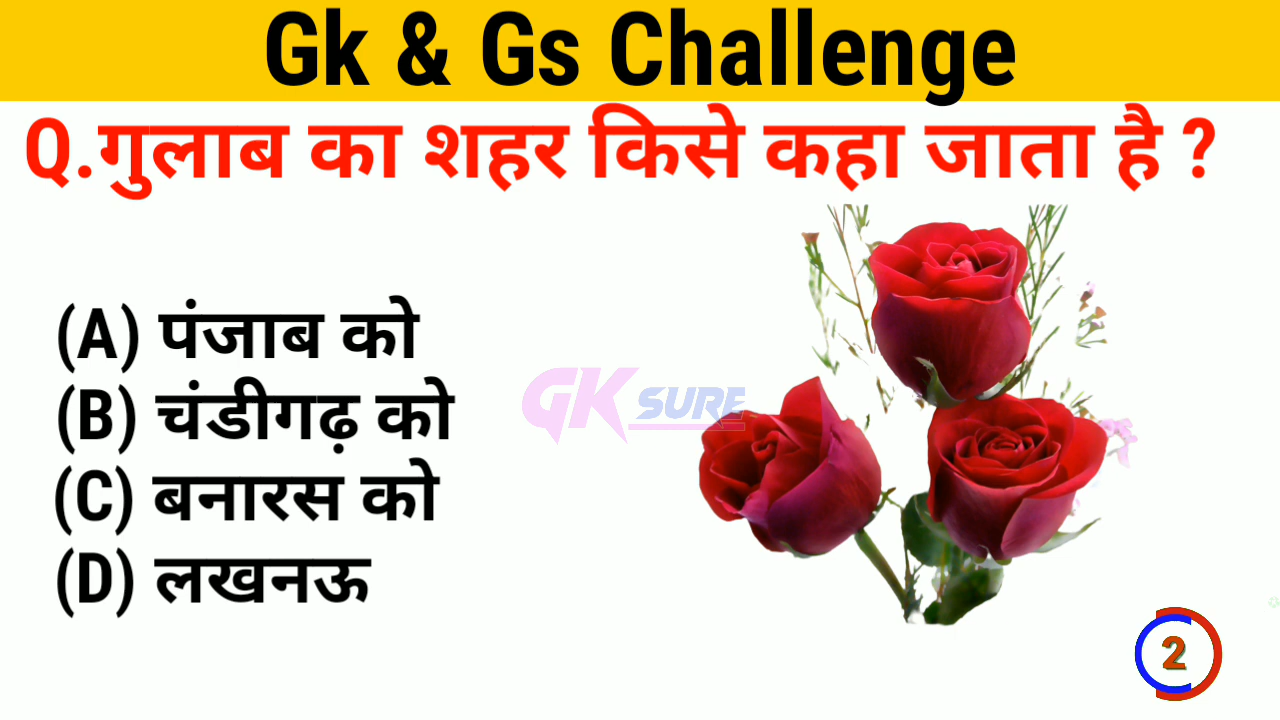 Gk & Gs Challenge
Q.गुलाब का शहर किसे कहा जाता है ?
(A) पंजाब को
(B) चंडीगढ़ को
GK SURE
(C) बनारस को
(D) लखनऊ
2